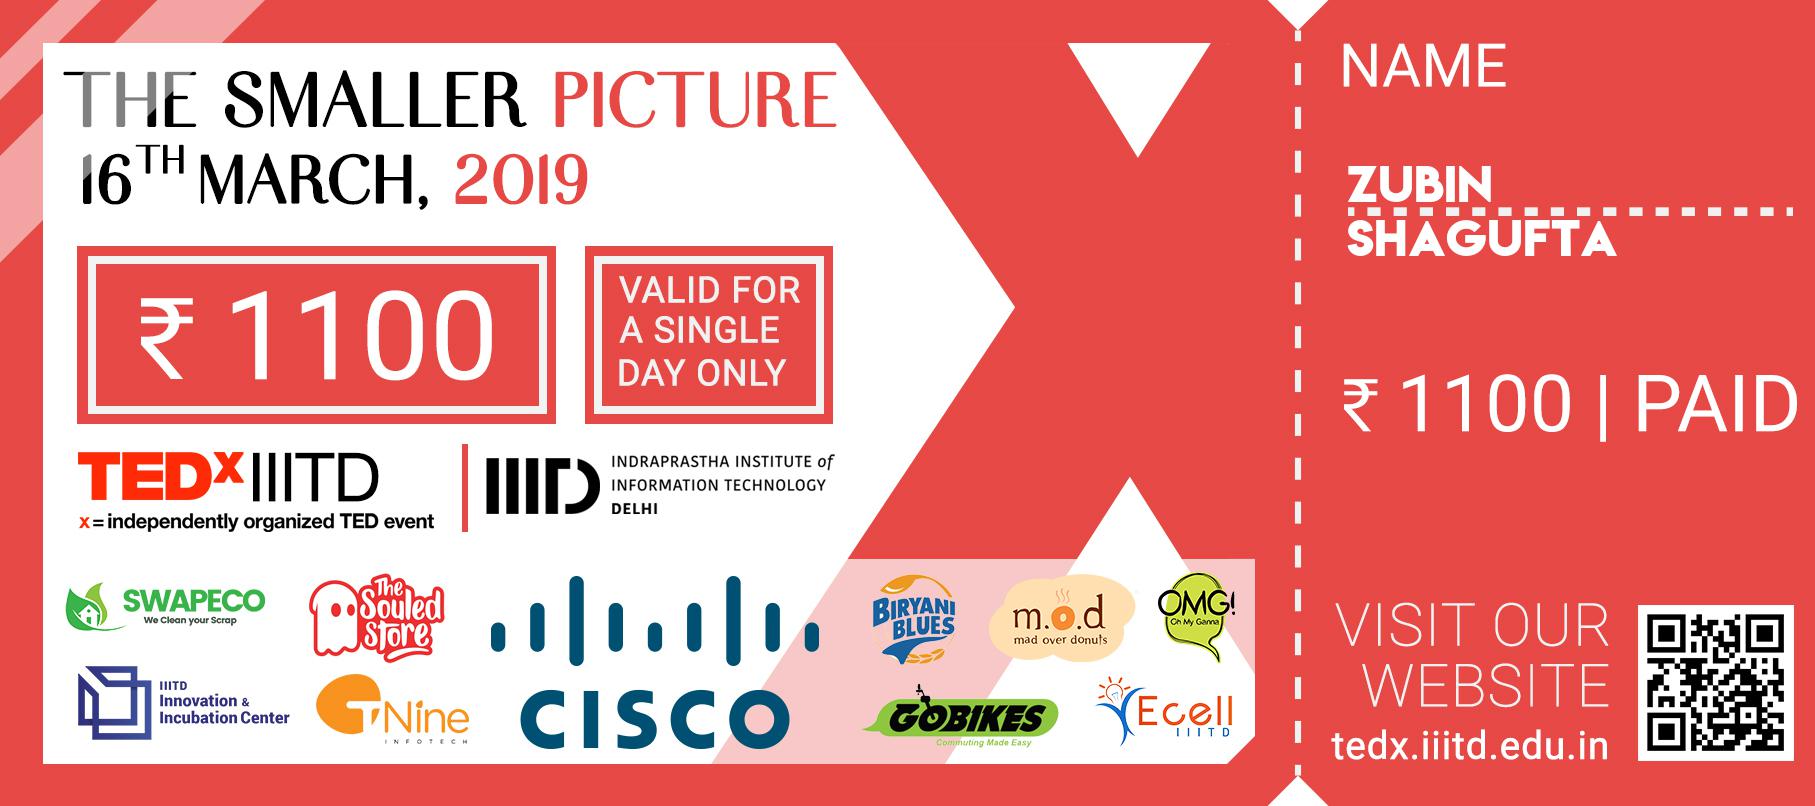 THE SMALLER PICTURE
16TH MARCH, 2019
₹ 1100
VALID FOR
A SINGLE
DAY ONLY
TEDx IIITD
x = independently organized TED event
IIID
INDRAPRASTHA INSTITUTE of
INFORMATION TECHNOLOGY
DELHI
SWAPECO
We Clean your Scrap
The
Souled
Store
CISCO
BIRYANI
BLUES
m.o.d
mad over donuts
OMG!
Oh My Ganna
IIITD
Innovation &
Incubation Center
GTNine
INFOTECH
GOBIKES
Commuting Made Easy
Ecell
IIITD
NAME
ZUBIN
SHAGUFTA
₹ 1100 | PAID
VISIT OUR
WEBSITE
tedx.iiitd.edu.in